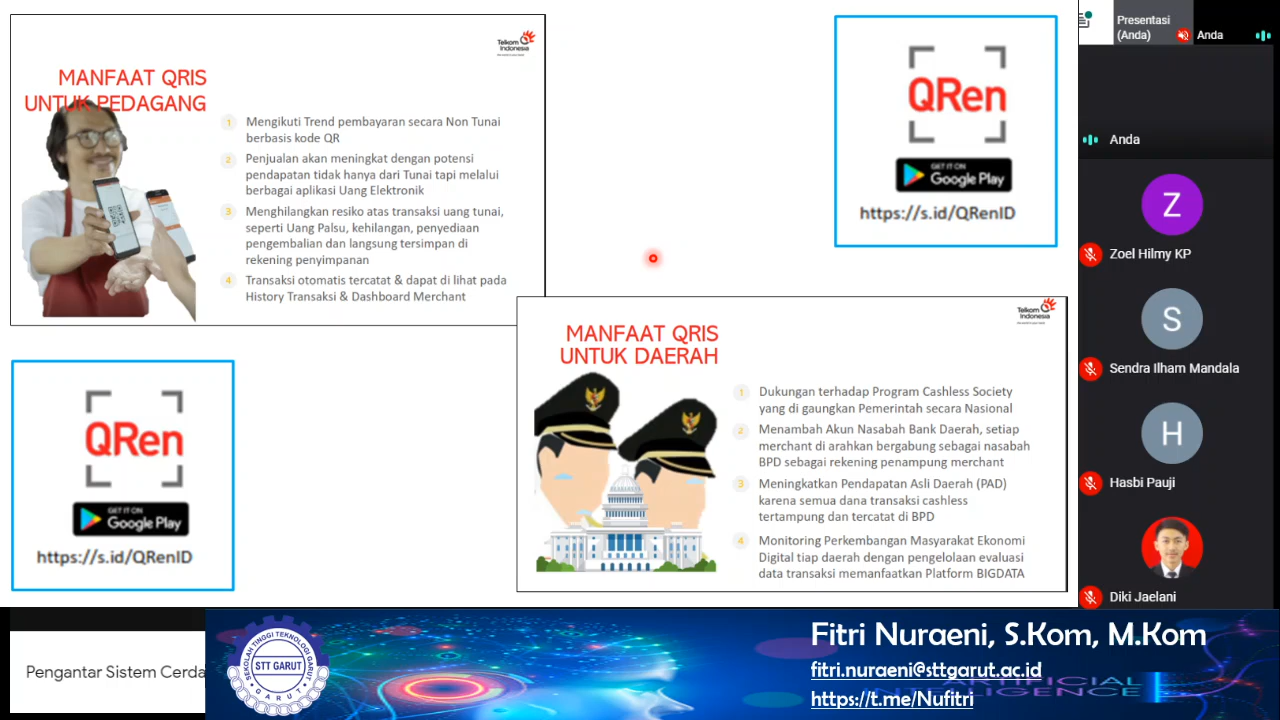 Telkom
Indonesia
MANFAAT QRIS
UNTUK PEDAGANG
1 Mengikuti Trend pembayaran secara Non Tunai
berbasis kode QR
2 Penjualan akan meningkat dengan potensi
pendapatan tidak hanya dari Tunai tapi melalui
berbagai aplikasi Uang Elektronik
3 Menghilangkan resiko atas transaksi uang tunai,
seperti Uang Palsu, kehilangan, penyediaan
pengembalian dan langsung tersimpan di
rekening penyimpanan
4 Transaksi otomatis tercatat & dapat di lihat pada
History Transaksi & Dashboard Merchant
QRen
GET IT ON
Google Play
https://s.id/QRenID
QRen
GET IT ON
Google Play
https://s.id/QRenID
Telkom
Indonesia
MANFAAT QRIS
UNTUK DAERAH
1 Dukungan terhadap Program Cashless Society
yang di gaungkan Pemerintah secara Nasional
2 Menambah Akun Nasabah Bank Daerah, setiap
merchant di arahkan bergabung sebagai nasabah
BPD sebagai rekening penampung merchant
3 Meningkatkan Pendapatan Asli Daerah (PAD)
karena semua dana transaksi cashless
tertampung dan tercatat di BPD
4 Monitoring Perkembangan Masyarakat Ekonomi
Digital tiap daerah dengan pengelolaan evaluasi
data transaksi memanfaatkan Platform BIGDATA
Presentasi
(Anda)
Anda
Anda
Z
Zoel Hilmy KP
S
Sendra Ilham Mandala
H
Hasbi Pauji
Diki Jaelani
Pengantar Sistem Cerda
SEKOLAH TINGGI TEKNOLOGI GARUT
STT GARUT
GARUT
Fitri Nuraeni, S.Kom, M.Kom
fitri.nuraeni@sttgarut.ac.id
https://t.me/Nufitri
ARTIFICIAL
INTELLIGENCE